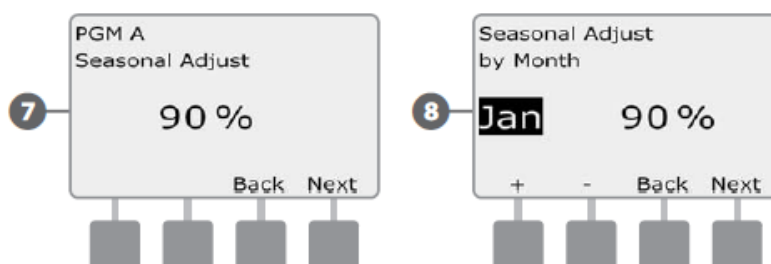 PGM A
Seasonal Adjust
7
90 %
Back Next
Seasonal Adjust
by Month
8
Jan 90 %
+ - Back Next